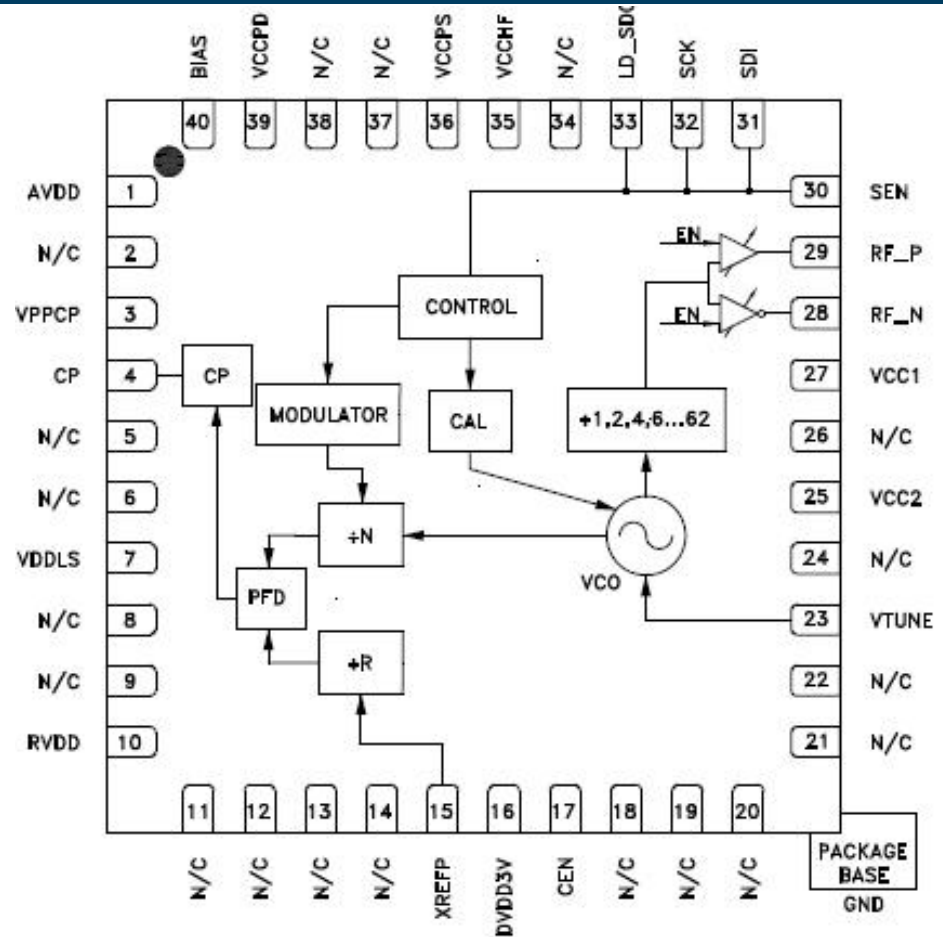 BIAS
VCCPD
N/C
N/C
VCCPS
VCCHF
N/C
LD_SDO
SCK
SDI
40
39
38
37
36
35
34
33
32
31
AVDD 1
N/C 2
VPPCP 3
CP 4
N/C 5
N/C 6
VDDLS 7
N/C 8
N/C 9
RVDD 10
30 SEN
29 RF_P
28 RF_N
27 VCC1
26 N/C
25 VCC2
24 N/C
23 VTUNE
22 N/C
21 N/C
EN
EN
CONTROL
CP
MODULATOR
CAL
÷1,2,4,6...62
÷N
VCO
PFD
÷R
11
12
13
14
15
16
17
18
19
20
N/C
N/C
N/C
N/C
XREFP
DVDD3V
CEN
N/C
N/C
N/C
PACKAGE
BASE
GND